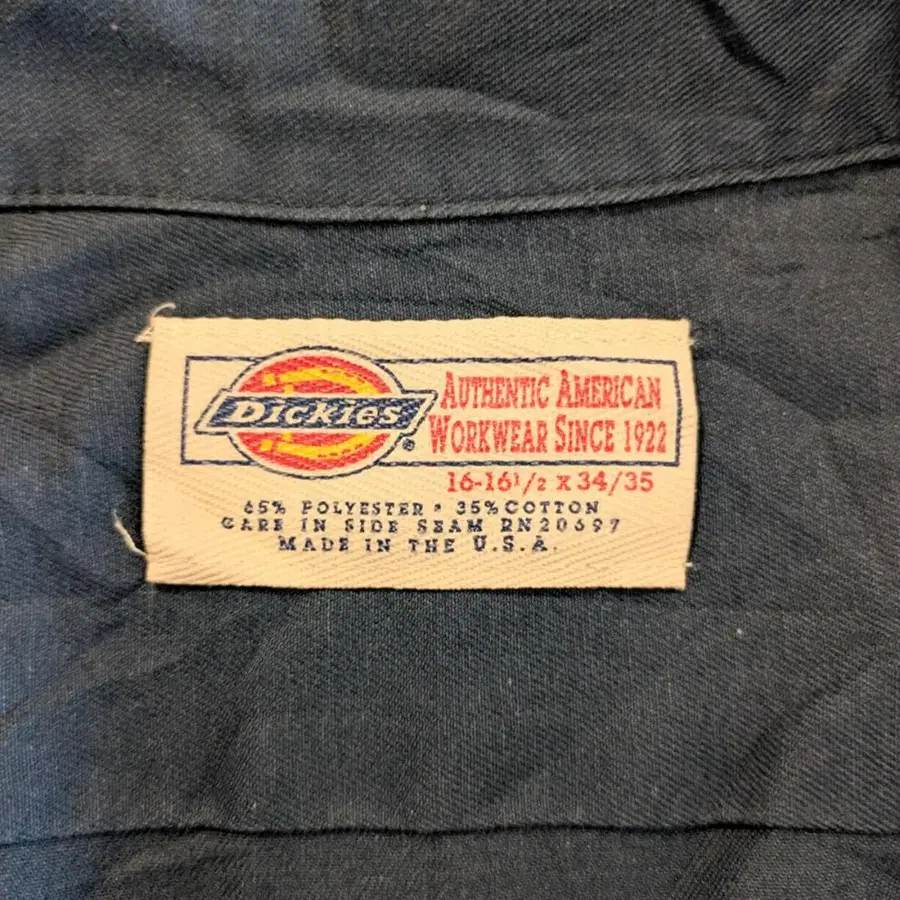 Dickies®
AUTHENTIC AMERICAN
WORKWEAR SINCE 1922
16-16 1/2 X 34/35
65% POLYESTER • 35% COTTON
CARE IN SIDE SEAM RN20697
MADE IN THE U.S.A.